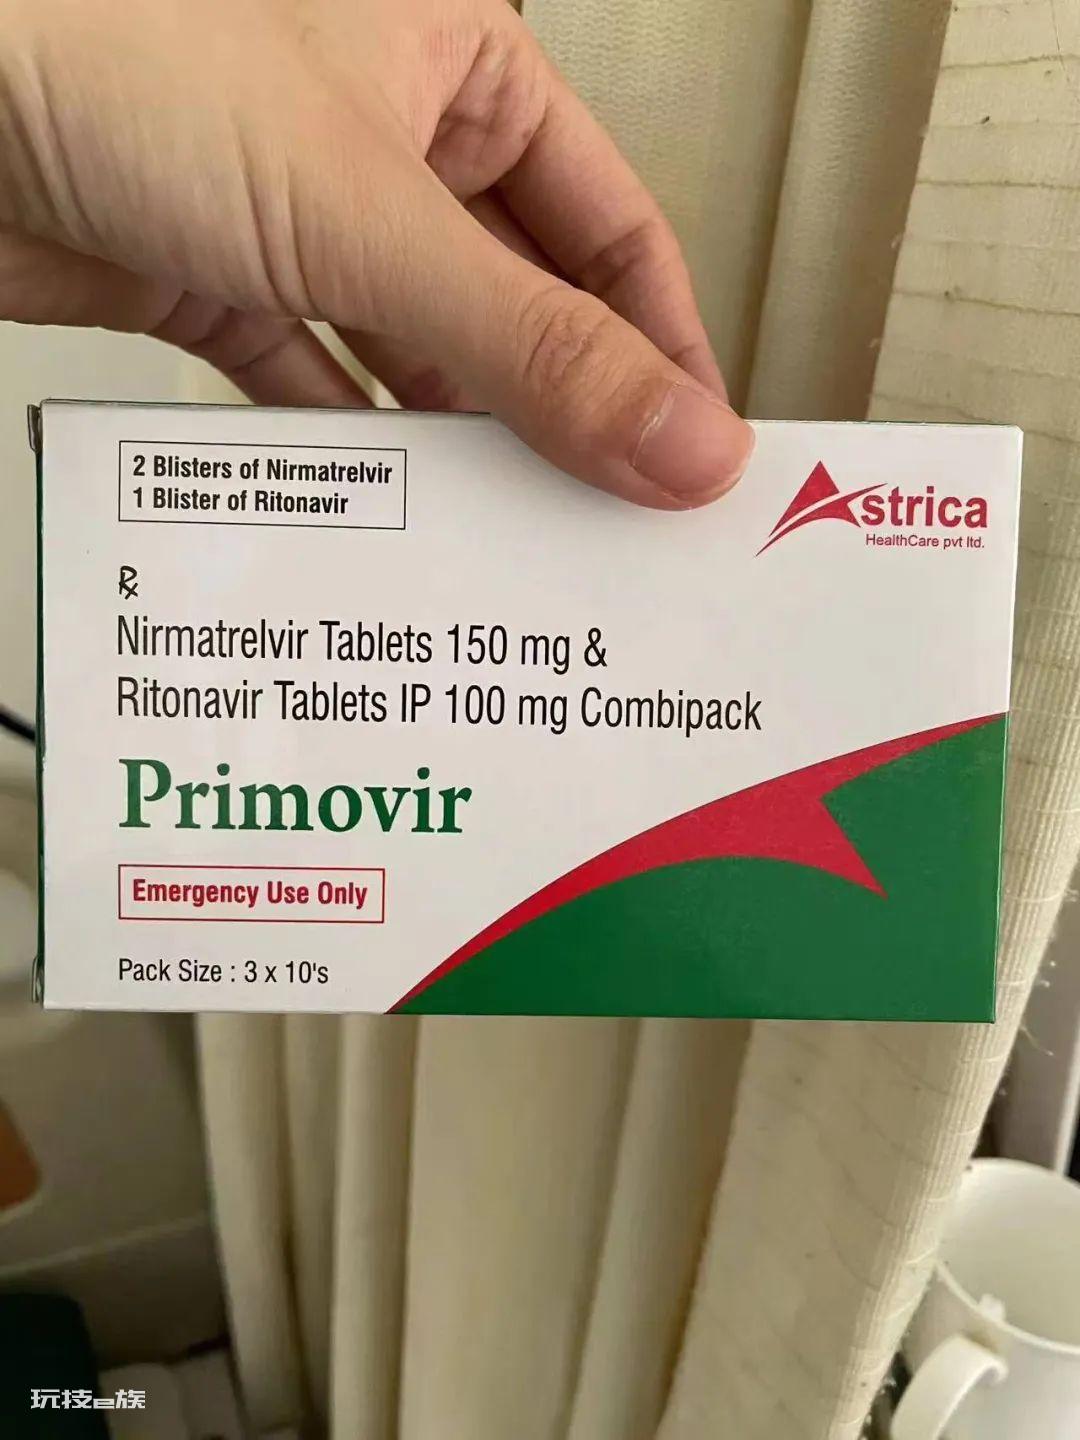 2 Blisters of Nirmatrelvir
1 Blister of Ritonavir
Astrica
HealthCare pvt ltd.
Rx
Nirmatrelvir Tablets 150 mg &
Ritonavir Tablets IP 100 mg Combipack
Primovir
Emergency Use Only
Pack Size : 3 x 10's
玩技e族